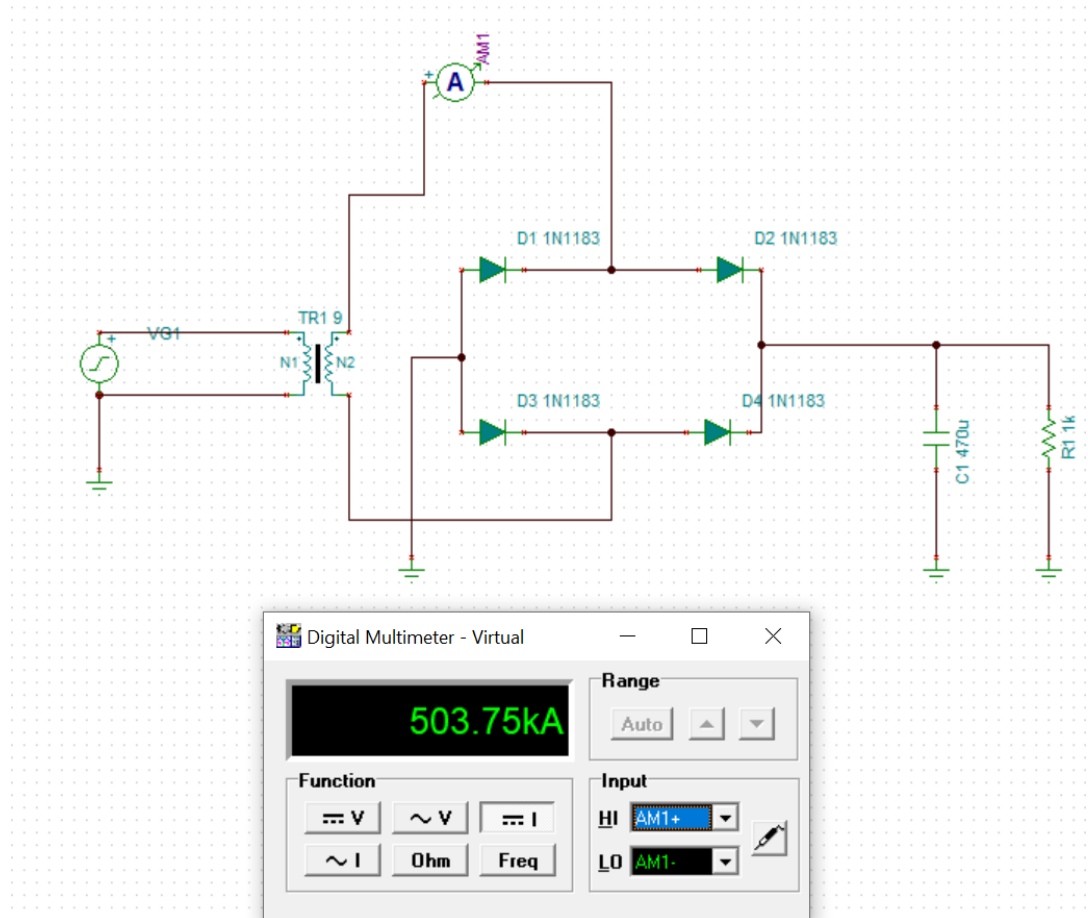 AM1
+
A
D1 1N1183
D2 1N1183
TR1 9
VG1
+
N1
N2
D3 1N1183
D4 1N1183
C1 470u
R1 1k
Digital Multimeter - Virtual
503.75kA
Range
Auto
Function
V
~ V
I
~ I
Ohm
Freq
Input
HI
AM1+
LO
AM1-